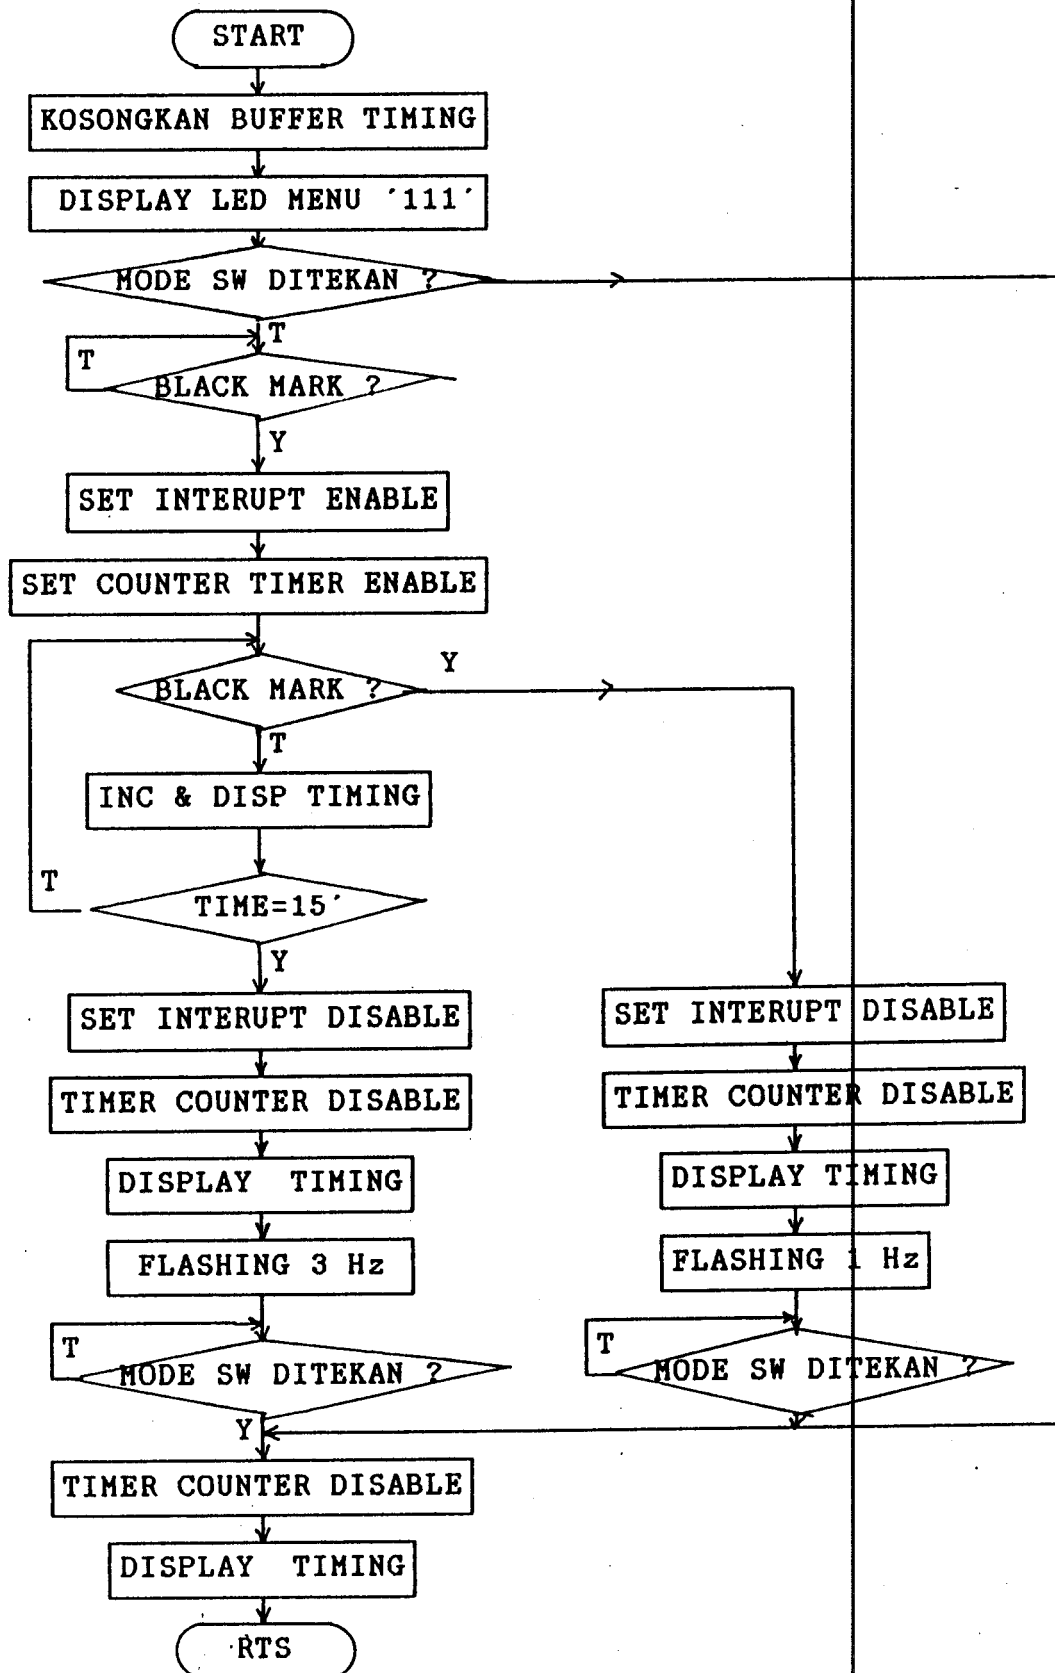 START
KOSONGKAN BUFFER TIMING
DISPLAY LED MENU '111'
MODE SW DITEKAN ?
T
T
BLACK MARK ?
Y
SET INTERUPT ENABLE
SET COUNTER TIMER ENABLE
Y
BLACK MARK ?
T
INC & DISP TIMING
T
TIME=15'
Y
SET INTERUPT DISABLE
TIMER COUNTER DISABLE
DISPLAY TIMING
FLASHING 3 Hz
T
MODE SW DITEKAN ?
Y
SET INTERUPT DISABLE
TIMER COUNTER DISABLE
DISPLAY TIMING
FLASHING 1 Hz
T
MODE SW DITEKAN ?
TIMER COUNTER DISABLE
DISPLAY TIMING
RTS